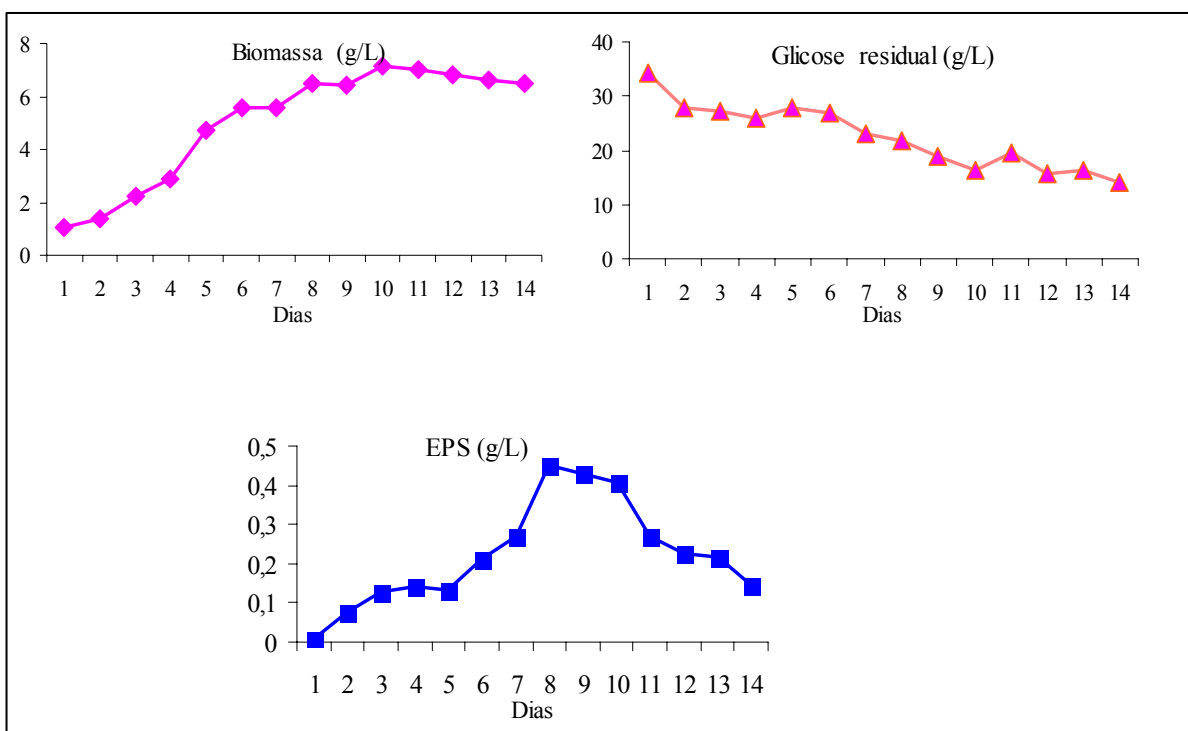 Biomassa (g/L)
8
6
4
2
0
1 2 3 4 5 6 7 8 9 10 11 12 13 14
Dias
Glicose residual (g/L)
40
30
20
10
0
1 2 3 4 5 6 7 8 9 10 11 12 13 14
Dias
EPS (g/L)
0,5
0,4
0,3
0,2
0,1
0
1 2 3 4 5 6 7 8 9 10 11 12 13 14
Dias